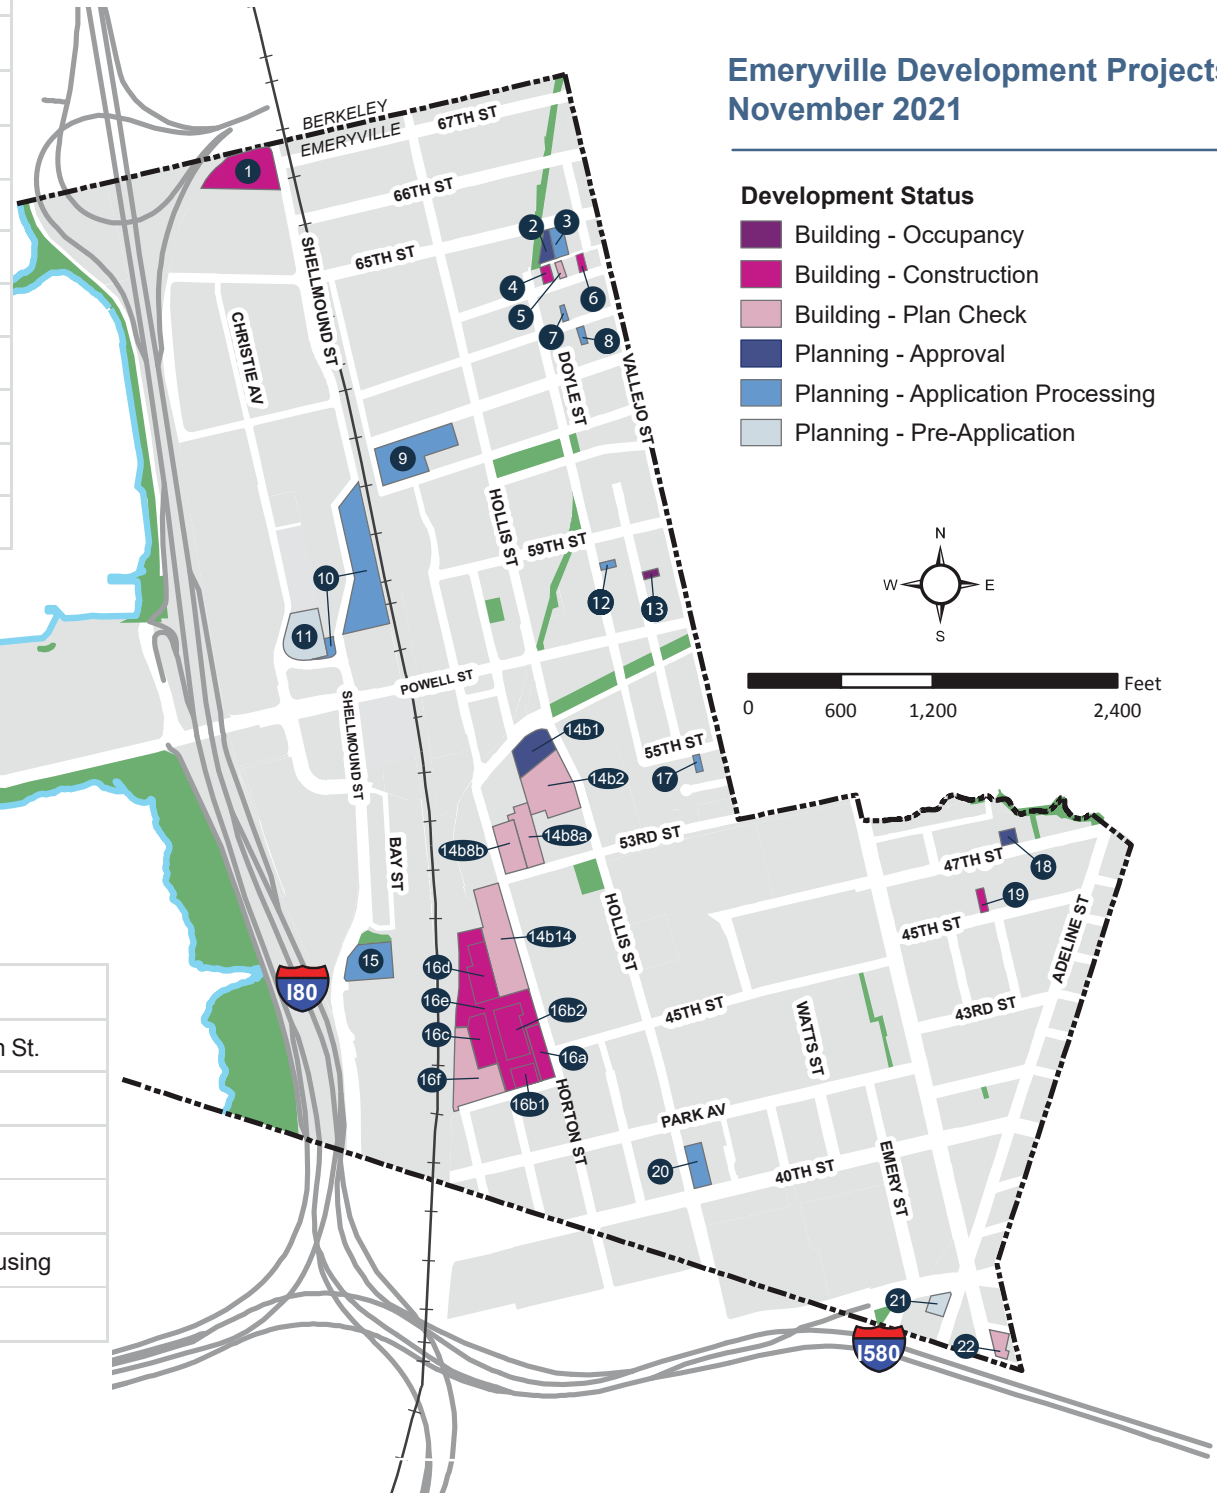 Emeryville Development Projects
November 2021
Development Status
Building - Occupancy
Building - Construction
Building - Plan Check
Planning - Approval
Planning - Application Processing
Planning - Pre-Application
N
W
E
S
Feet
0
600
1,200
2,400
BERKELEY
EMERYVILLE
67TH ST
66TH ST
65TH ST
SHELLMOUND ST
CHRISTIE AV
DOYLE ST
VALLEJO ST
HOLLIS ST
59TH ST
POWELL ST
SHELLMOUND ST
BAY ST
55TH ST
53RD ST
HOLLIS ST
47TH ST
45TH ST
ADELINE ST
43RD ST
45TH ST
WATTS ST
HORTON ST
PARK AV
40TH ST
EMERY ST
1
2
3
4
5
6
7
8
9
10
11
12
13
14b1
14b2
14b8a
14b8b
14b14
15
16d
16e
16c
16f
16b2
16a
16b1
17
18
19
20
21
22
I80
I580
n St.
using